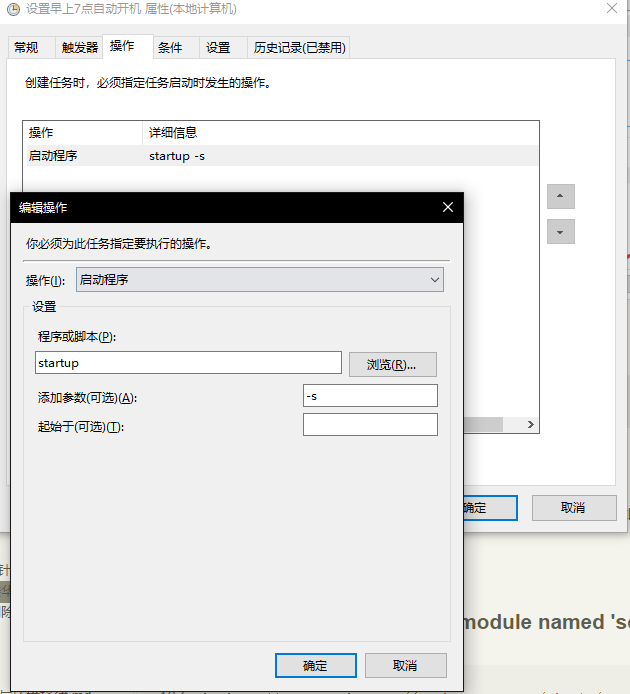 设置早上7点自动开机 属性(本地计算机)
常规 触发器 操作 条件 设置 历史记录(已禁用)
创建任务时，必须指定任务启动时发生的操作。
操作 详细信息
启动程序 startup -s
编辑操作
你必须为此任务指定要执行的操作。
操作(I): 启动程序
设置
程序或脚本(P):
startup 浏览(R)...
添加参数(可选)(A): -s
起始于(可选)(T):
确定 取消
module named 'se
确定 取消